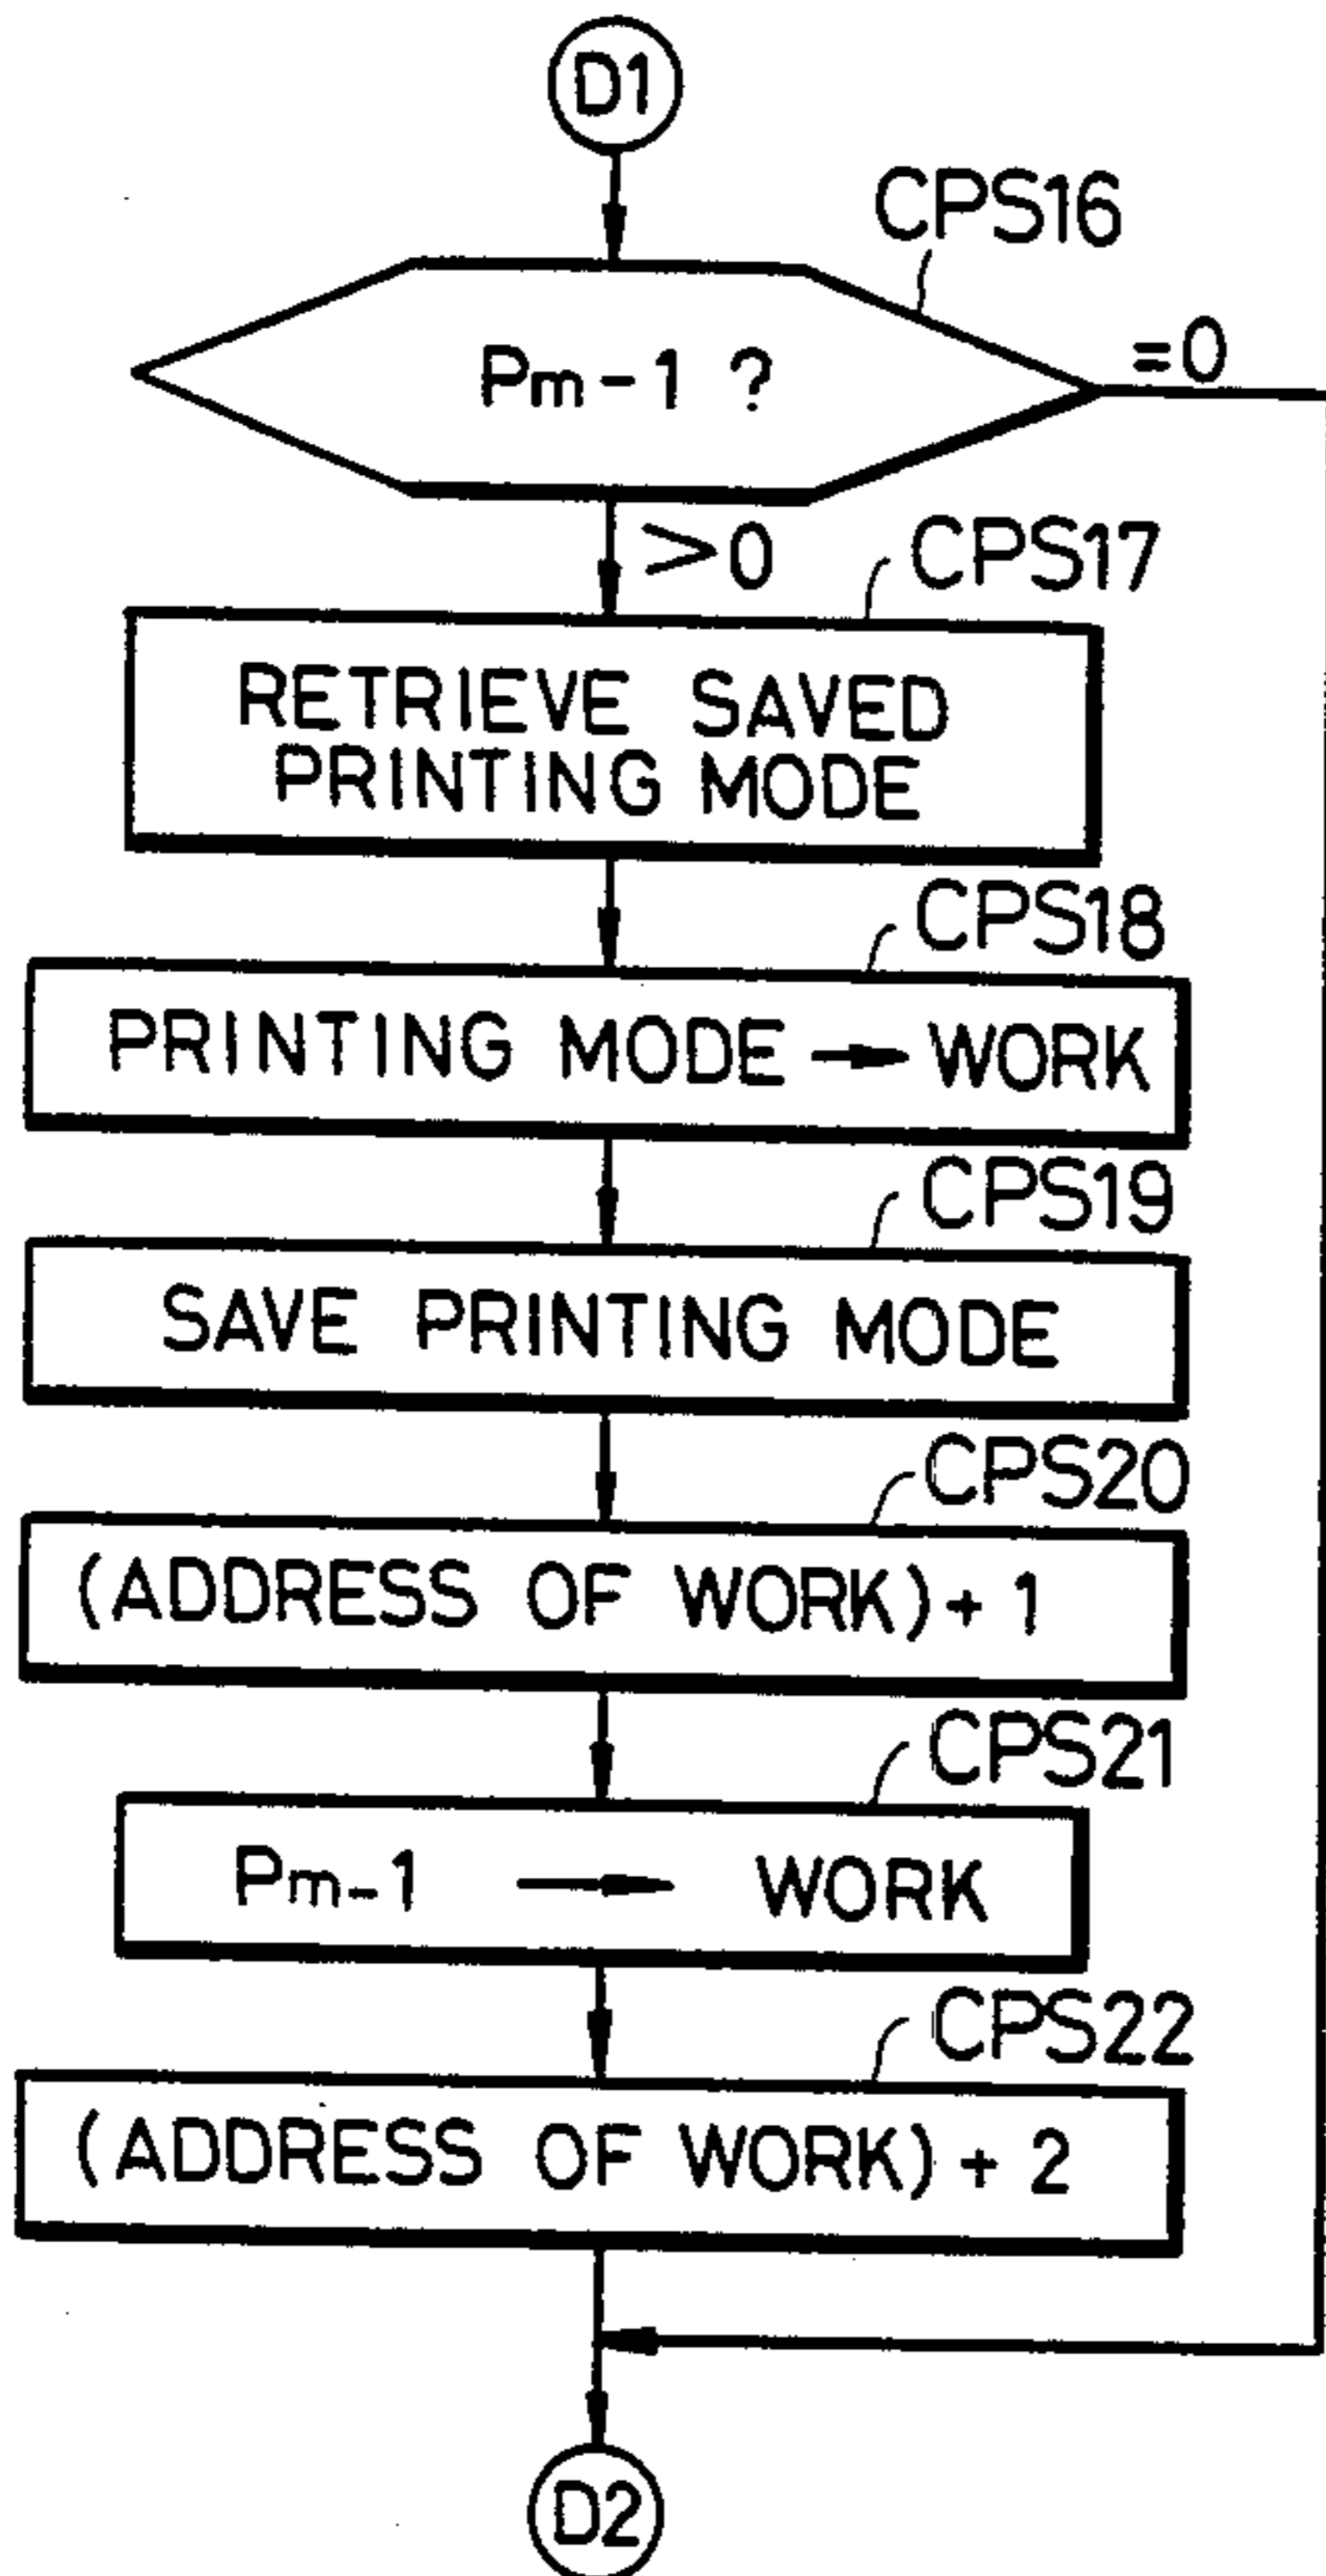 D1
CPS16
Pm-1 ?
=0
>0
CPS17
RETRIEVE SAVED
PRINTING MODE
CPS18
PRINTING MODE → WORK
CPS19
SAVE PRINTING MODE
CPS20
(ADDRESS OF WORK) + 1
CPS21
Pm-1 → WORK
CPS22
(ADDRESS OF WORK) + 2
D2